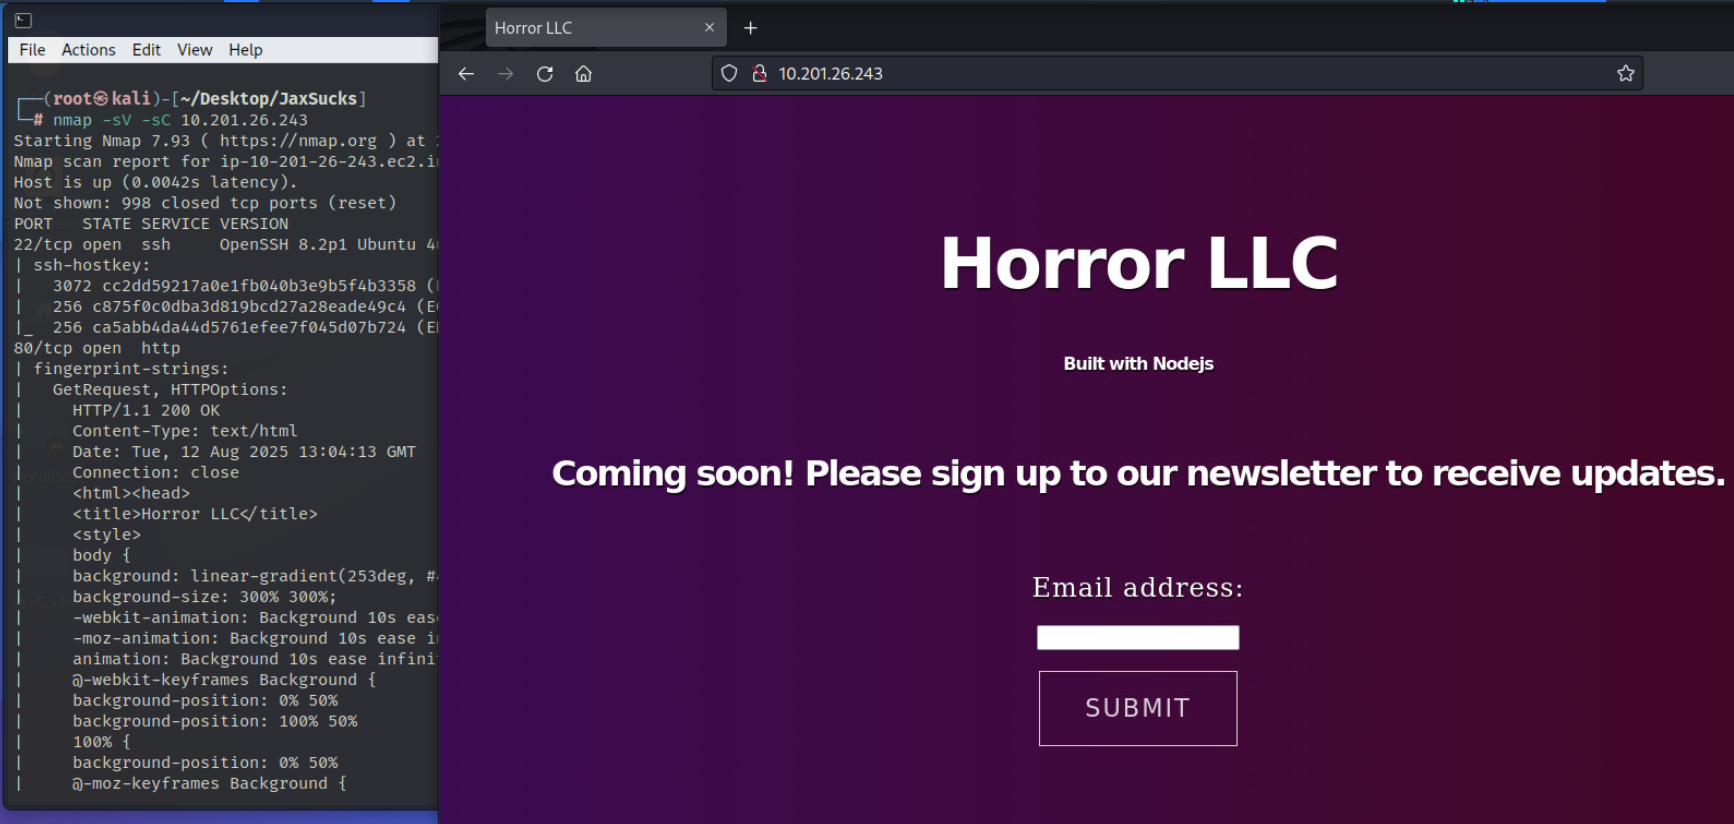 File Actions Edit View Help
(root㉿kali)-[~/Desktop/JaxSucks]
# nmap -sV -sC 10.201.26.243
Starting Nmap 7.93 ( https://nmap.org ) at
Nmap scan report for ip-10-201-26-243.ec2.i
Host is up (0.0042s latency).
Not shown: 998 closed tcp ports (reset)
PORT STATE SERVICE VERSION
22/tcp open ssh OpenSSH 8.2p1 Ubuntu 4
| ssh-hostkey:
| 3072 cc2dd59217a0e1fb040b3e9b5f4b3358 (
| 256 c875f0c0dba3d819bcd27a28eade49c4 (E
|_ 256 ca5abb4da44d5761efee7f045d07b724 (E
80/tcp open http
| fingerprint-strings:
| GetRequest, HTTPOptions:
| HTTP/1.1 200 OK
| Content-Type: text/html
| Date: Tue, 12 Aug 2025 13:04:13 GMT
| Connection: close
| <html><head>
| <title>Horror LLC</title>
| <style>
| body {
| background: linear-gradient(253deg, #
| background-size: 300% 300%;
| -webkit-animation: Background 10s eas
| -moz-animation: Background 10s ease i
| animation: Background 10s ease infini
| @-webkit-keyframes Background {
| background-position: 0% 50%
| background-position: 100% 50%
| 100% {
| background-position: 0% 50%
| @-moz-keyframes Background {
Horror LLC
10.201.26.243
Horror LLC
Built with Nodejs
Coming soon! Please sign up to our newsletter to receive updates.
Email address:
SUBMIT